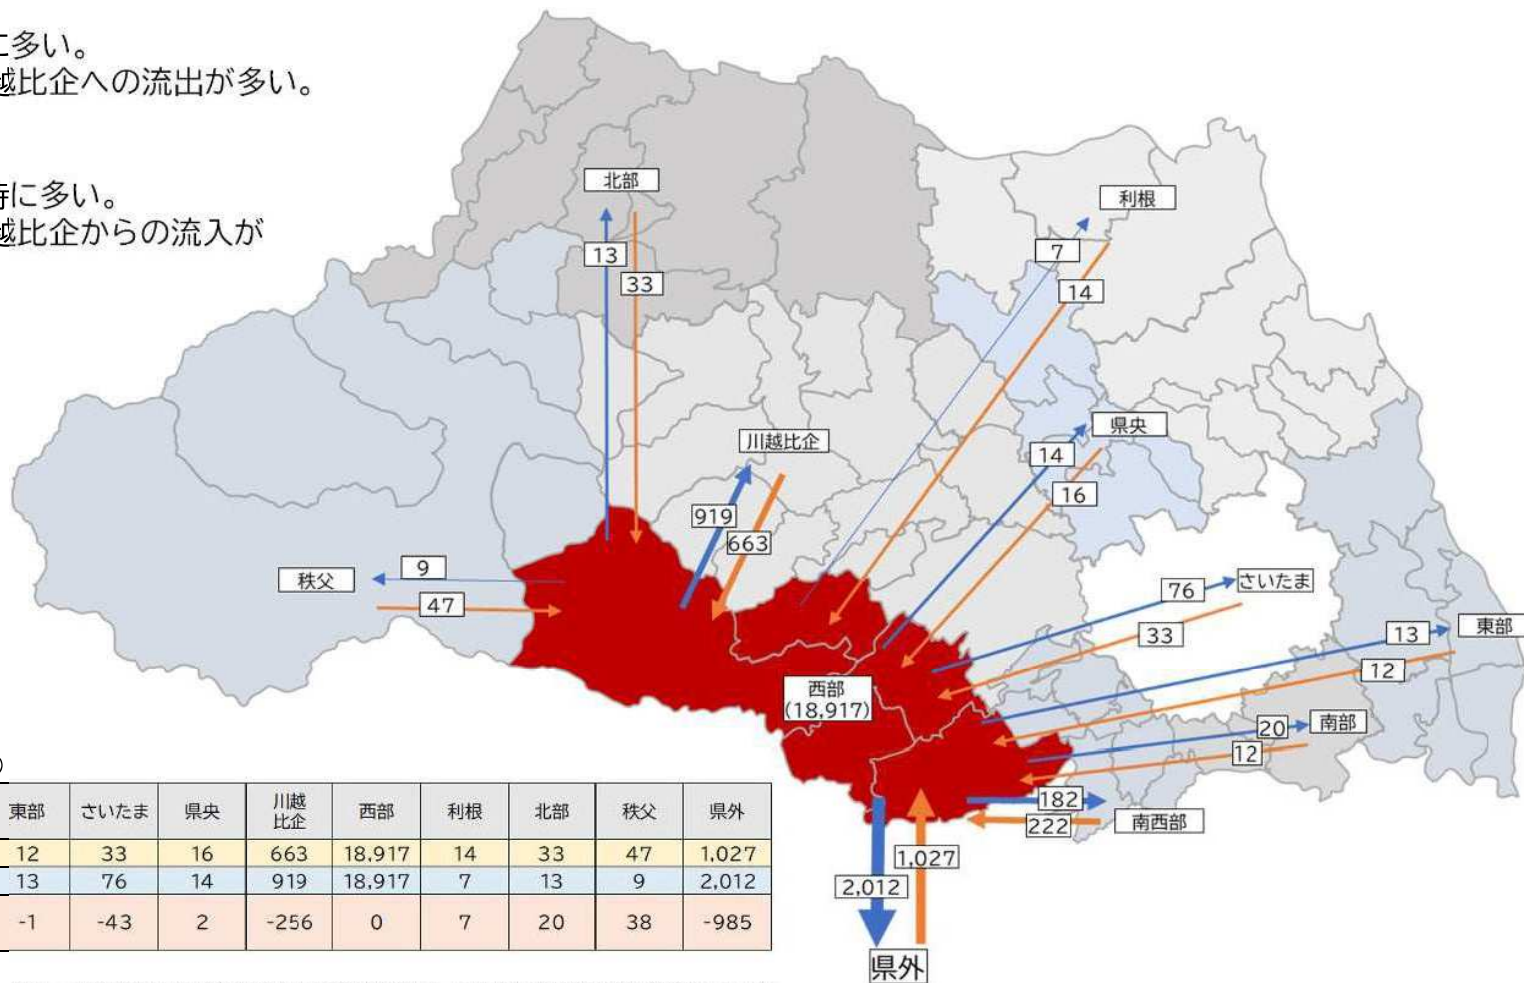 に多い。
越比企への流出が多い。
特に多い。
越比企からの流入が
北部
利根
13
33
7
14
川越比企
県央
919
663
14
16
秩父
9
47
さいたま
76
33
東部
13
12
西部
(18,917)
南部
20
12
南西部
182
222
2,012
1,027
県外
)
東部 さいたま 県央 川越比企 西部 利根 北部 秩父 県外
12 33 16 663 18,917 14 33 47 1,027
13 76 14 919 18,917 7 13 9 2,012
-1 -43 2 -256 0 7 20 38 -985